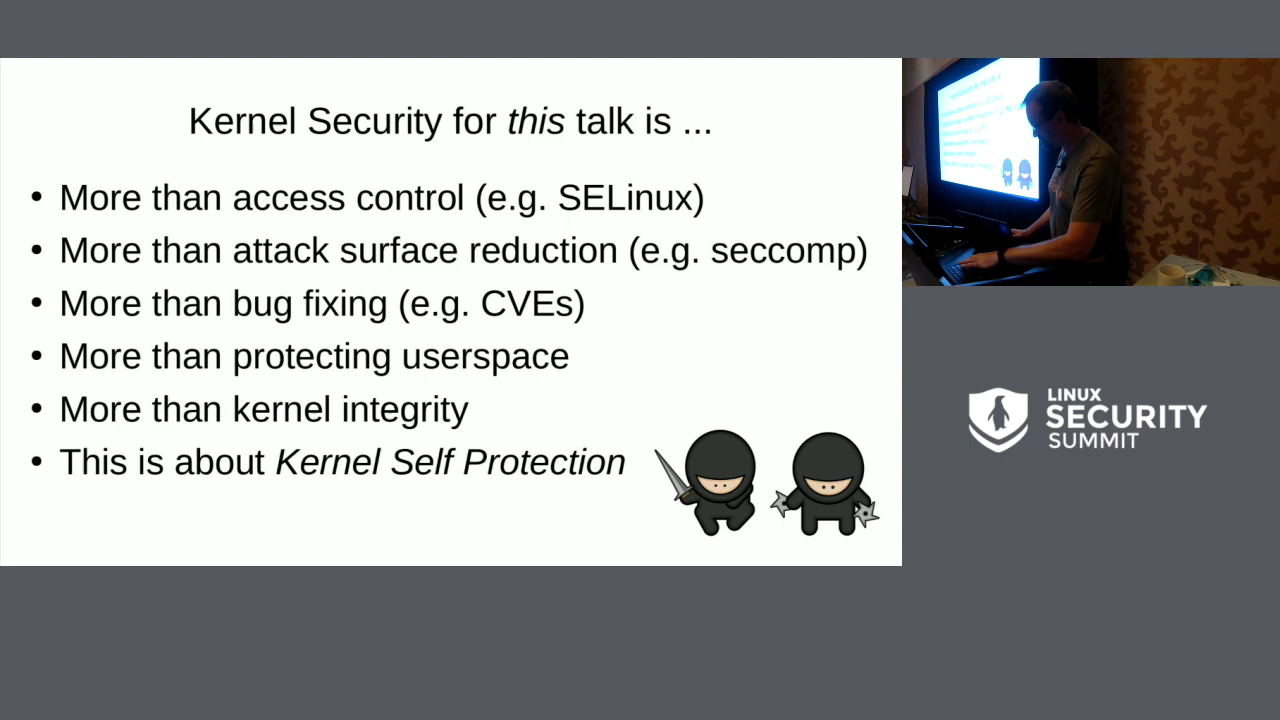 Kernel Security for this talk is ...
• More than access control (e.g. SELinux)
• More than attack surface reduction (e.g. seccomp)
• More than bug fixing (e.g. CVEs)
• More than protecting userspace
• More than kernel integrity
• This is about Kernel Self Protection
LINUX
SECURITY
SUMMIT